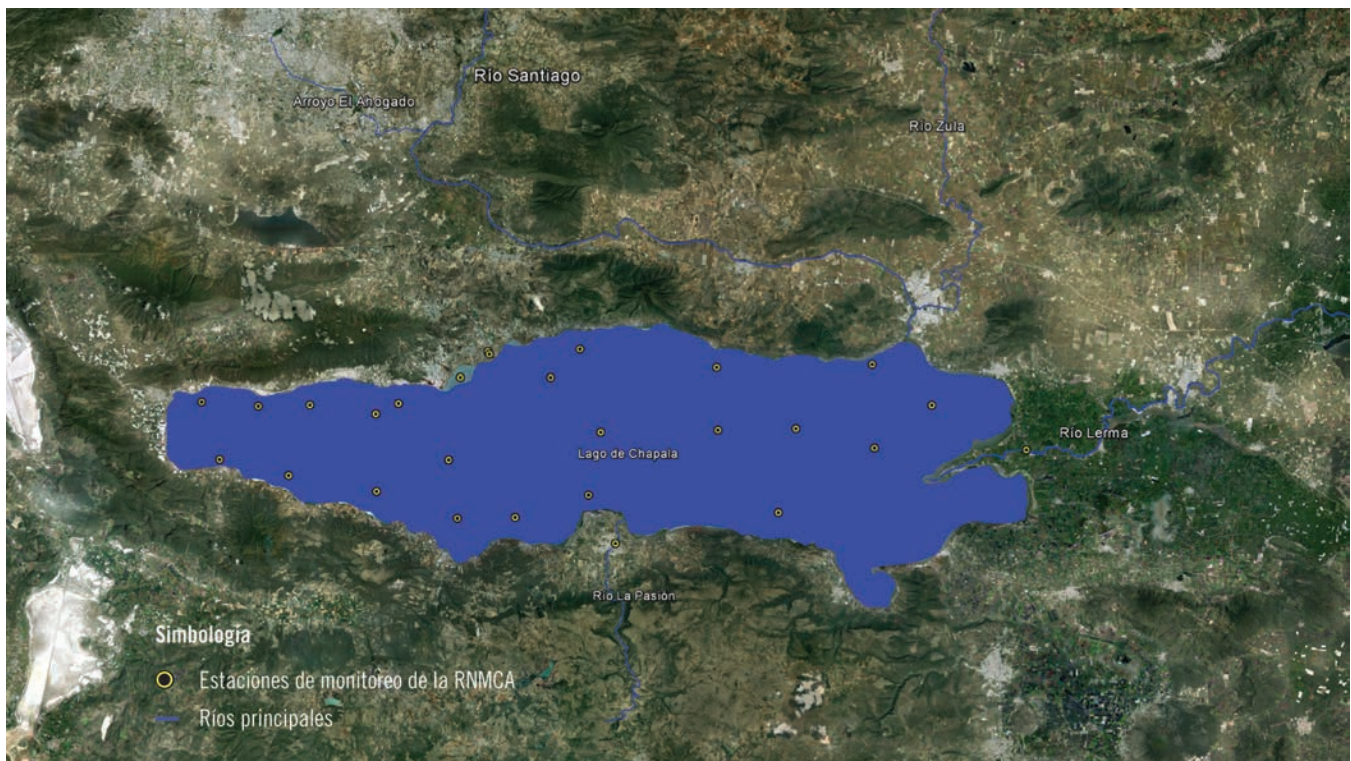 Río Santiago
Arroyo El Ahogado
Río Zula
Río Lerma
Lago de Chapala
Río La Pasión
Simbología
Estaciones de monitoreo de la RNMCA
Ríos principales